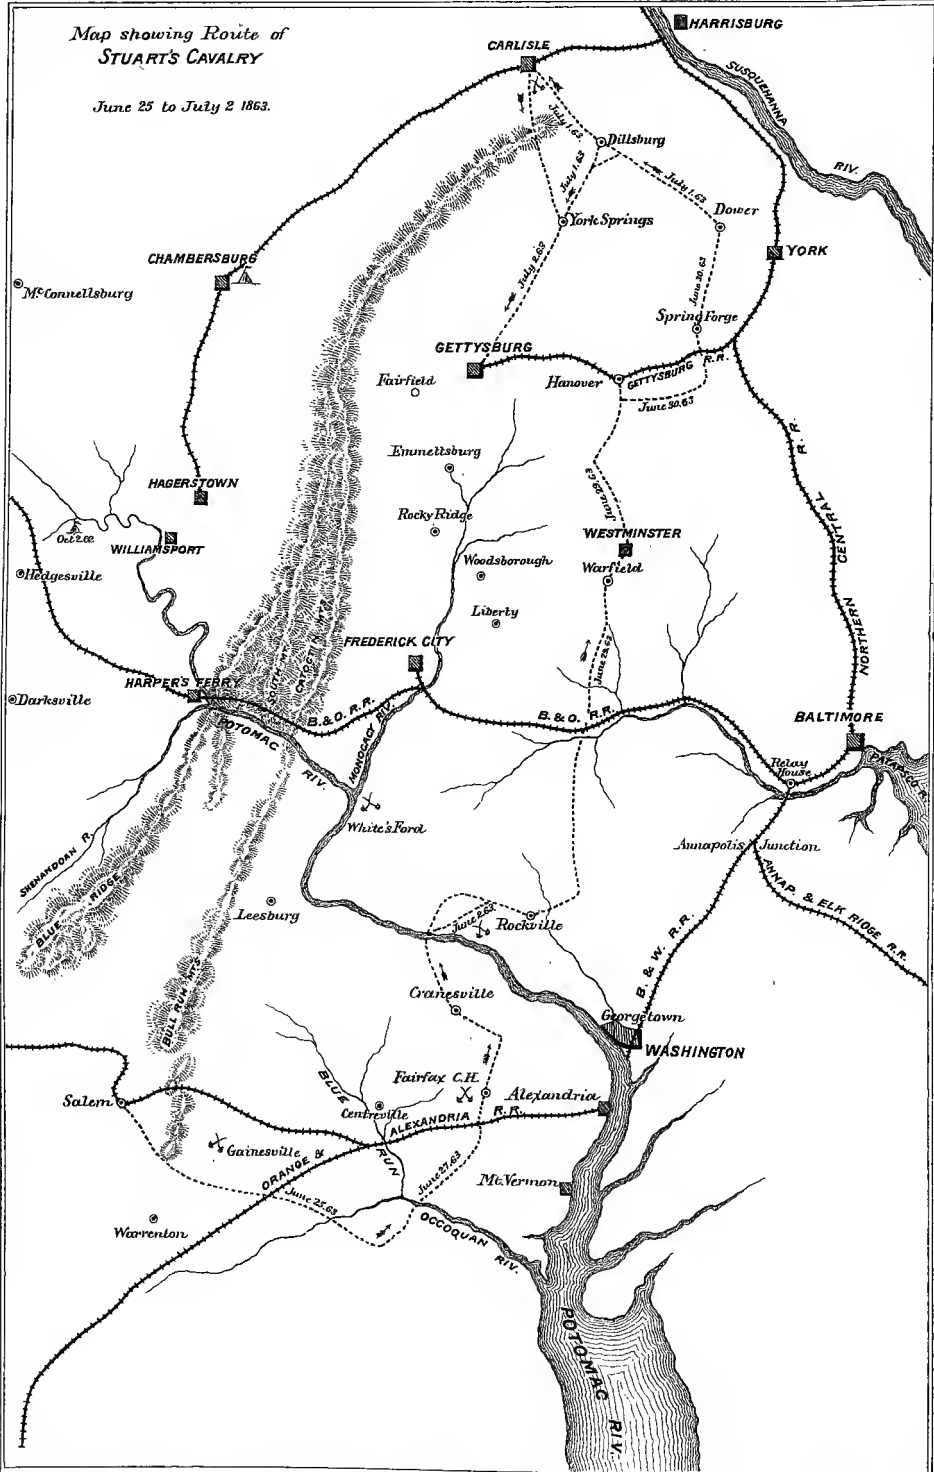 Map showing Route of
STUART'S CAVALRY
June 25 to July 2 1863.
HARRISBURG
CARLISLE
SUSQUEHANNA
RIV.
July 1.63
Dillsburg
July 1.63
July 1.63
Dover
York Springs
YORK
CHAMBERSBURG
McConnellsburg
July 2.63
June 30.63
Spring Forge
GETTYSBURG
Hanover
GETTYSBURG R.R.
Fairfield
June 30.63
Emmettsburg
R. R.
HAGERSTOWN
June 29.63
Rocky Ridge
CENTRAL
Oct 2.62
WILLIAMSPORT
WESTMINSTER
Woodsborough
Warfield
Hedgesville
Liberty
CATOCTIN MTS
NORTHERN
FREDERICK CITY
SOUTH MT.
June 29.63
HARPER'S FERRY
Darksville
B. & O. R.R.
B. & O. R.R.
BALTIMORE
POTOMAC
RIV.
MONOCACY RIV.
Relay
House
PATAPSCO R.
White's Ford
SHENANDOAH R.
Annapolis Junction
BLUE RIDGE
Leesburg
June 2.63
Rockville
ANNAP. & ELK RIDGE R.R.
B. & W. R.R.
BULL RUN MTS
Cranesville
Georgetown
WASHINGTON
BLUE
RUN
Fairfax C.H.
Salem
Centreville
Alexandria
ORANGE & ALEXANDRIA R.R.
Gainesville
June 27.63
Mt. Vernon
June 25.63
Warrenton
OCCOQUAN
RIV.
POTOMAC
RIV.